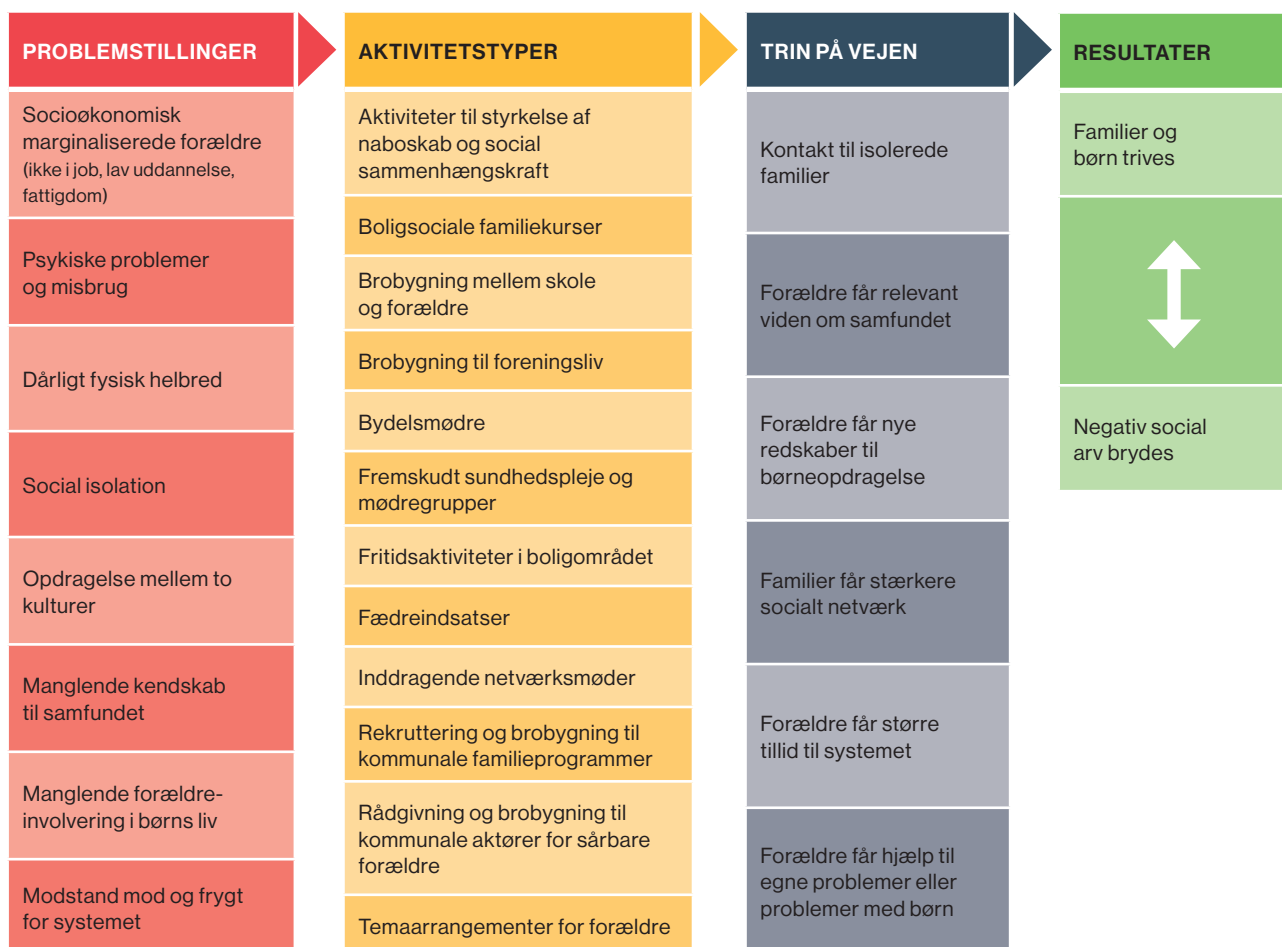 PROBLEMSTILLINGER
Socioøkonomisk
marginaliserede forældre
(ikke i job, lav uddannelse,
fattigdom)
Psykiske problemer
og misbrug
Dårligt fysisk helbred
Social isolation
Opdragelse mellem to
kulturer
Manglende kendskab
til samfundet
Manglende forældre-
involvering i børns liv
Modstand mod og frygt
for systemet
AKTIVITETSTYPER
Aktiviteter til styrkelse af
naboskab og social
sammenhængskraft
Boligsociale familiekurser
Brobygning mellem skole
og forældre
Brobygning til foreningsliv
Bydelsmødre
Fremskudt sundhedspleje og
mødregrupper
Fritidsaktiviteter i boligområdet
Fædreindsatser
Inddragende netværksmøder
Rekruttering og brobygning til
kommunale familieprogrammer
Rådgivning og brobygning til
kommunale aktører for sårbare
forældre
Temaarrangementer for forældre
TRIN PÅ VEJEN
Kontakt til isolerede
familier
Forældre får relevant
viden om samfundet
Forældre får nye
redskaber til
børneopdragelse
Familier får stærkere
socialt netværk
Forældre får større
tillid til systemet
Forældre får hjælp til
egne problemer eller
problemer med børn
RESULTATER
Familier og
børn trives
Negativ social
arv brydes